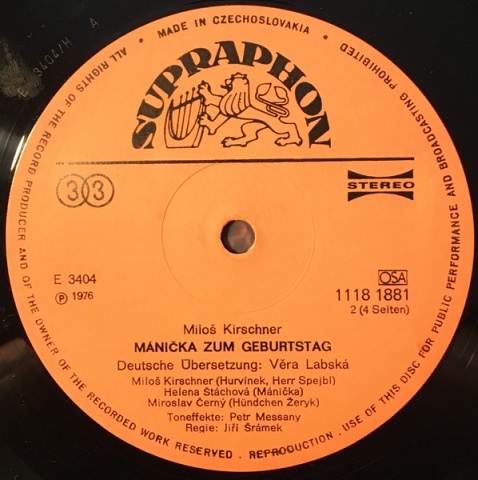 E 3404/H A
MADE IN CZECHOSLOVAKIA
ALL RIGHTS OF THE RECORD PRODUCER AND OF THE OWNER OF THE RECORDED WORK RESERVED . REPRODUCTION . USE OF THIS DISC FOR PUBLIC PERFORMANCE AND BROADCASTING PROHIBITED
SUPRAPHON
33
STEREO
E 3404
Ⓟ 1976
OSA
1118 1881
2 (4 Seiten)
Miloš Kirschner
MÁNIČKA ZUM GEBURTSTAG
Deutsche Übersetzung: Věra Labská
Miloš Kirschner (Hurvínek, Herr Spejbl)
Helena Štáchová (Mánička)
Miroslav Černý (Hündchen Žeryk)
Toneffekte: Petr Messany
Regie: Jiří Šrámek